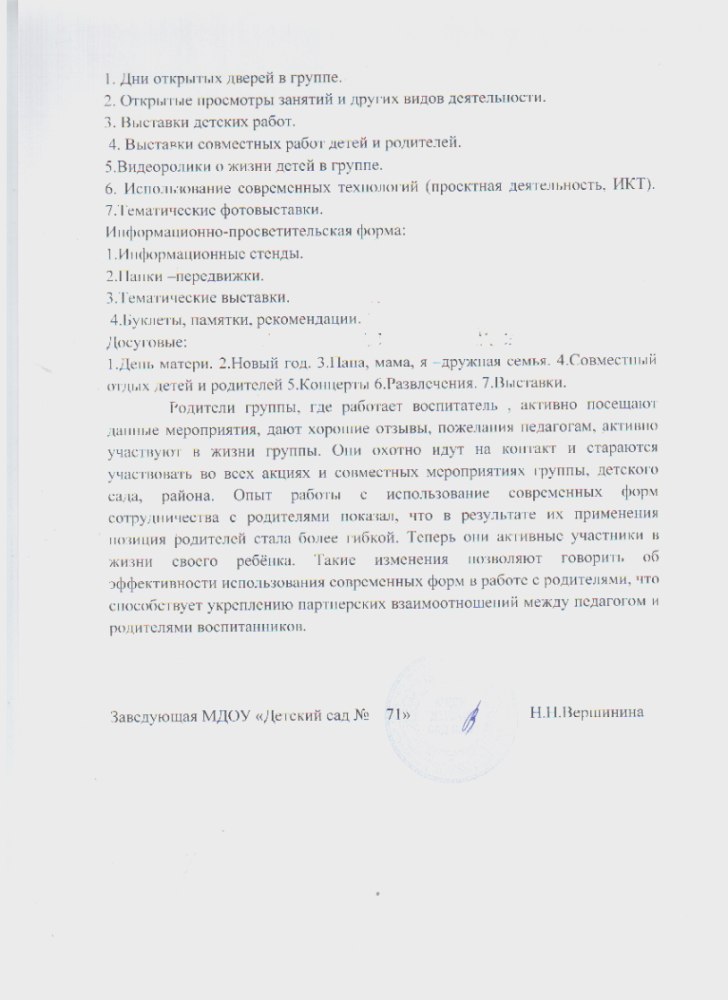 1. Дни открытых дверей в группе.
2. Открытые просмотры занятий и других видов деятельности.
3. Выставки детских работ.
4. Выставки совместных работ детей и родителей.
5.Видеоролики о жизни детей в группе.
6. Использование современных технологий (проектная деятельность, ИКТ).
7.Тематические фотовыставки.
Информационно-просветительская форма:
1.Информационные стенды.
2.Папки –передвижки.
3.Тематические выставки.
4.Буклеты, памятки, рекомендации.
Досуговые:
1.День матери. 2.Новый год. 3.Папа, мама, я –дружная семья. 4.Совместный
отдых детей и родителей 5.Концерты 6.Развлечения. 7.Выставки.
Родители группы, где работает воспитатель , активно посещают
данные мероприятия, дают хорошие отзывы, пожелания педагогам, активно
участвуют в жизни группы. Они охотно идут на контакт и стараются
участвовать во всех акциях и совместных мероприятиях группы, детского
сада, района. Опыт работы с использование современных форм
сотрудничества с родителями показал, что в результате их применения
позиция родителей стала более гибкой. Теперь они активные участники в
жизни своего ребёнка. Такие изменения позволяют говорить об
эффективности использования современных форм в работе с родителями, что
способствует укреплению партнерских взаимоотношений между педагогом и
родителями воспитанников.
Заведующая МДОУ «Детский сад № 71» Н.Н.Вершинина